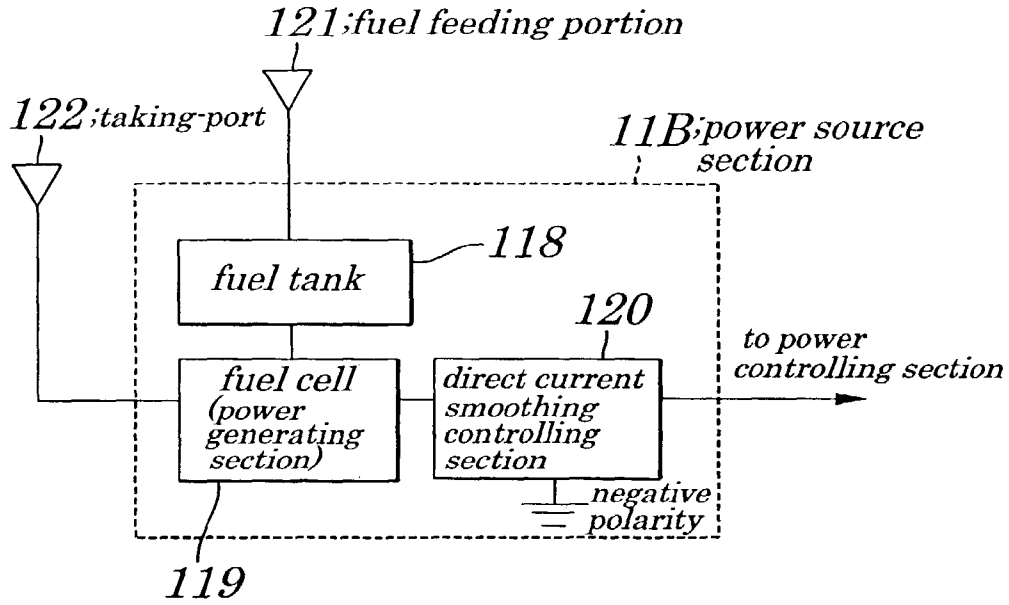 121;fuel feeding portion
122;taking-port
11B;power source
section
118
fuel tank
120
to power
controlling section
fuel cell
(power
generating
section)
direct current
smoothing
controlling
section
negative
polarity
119